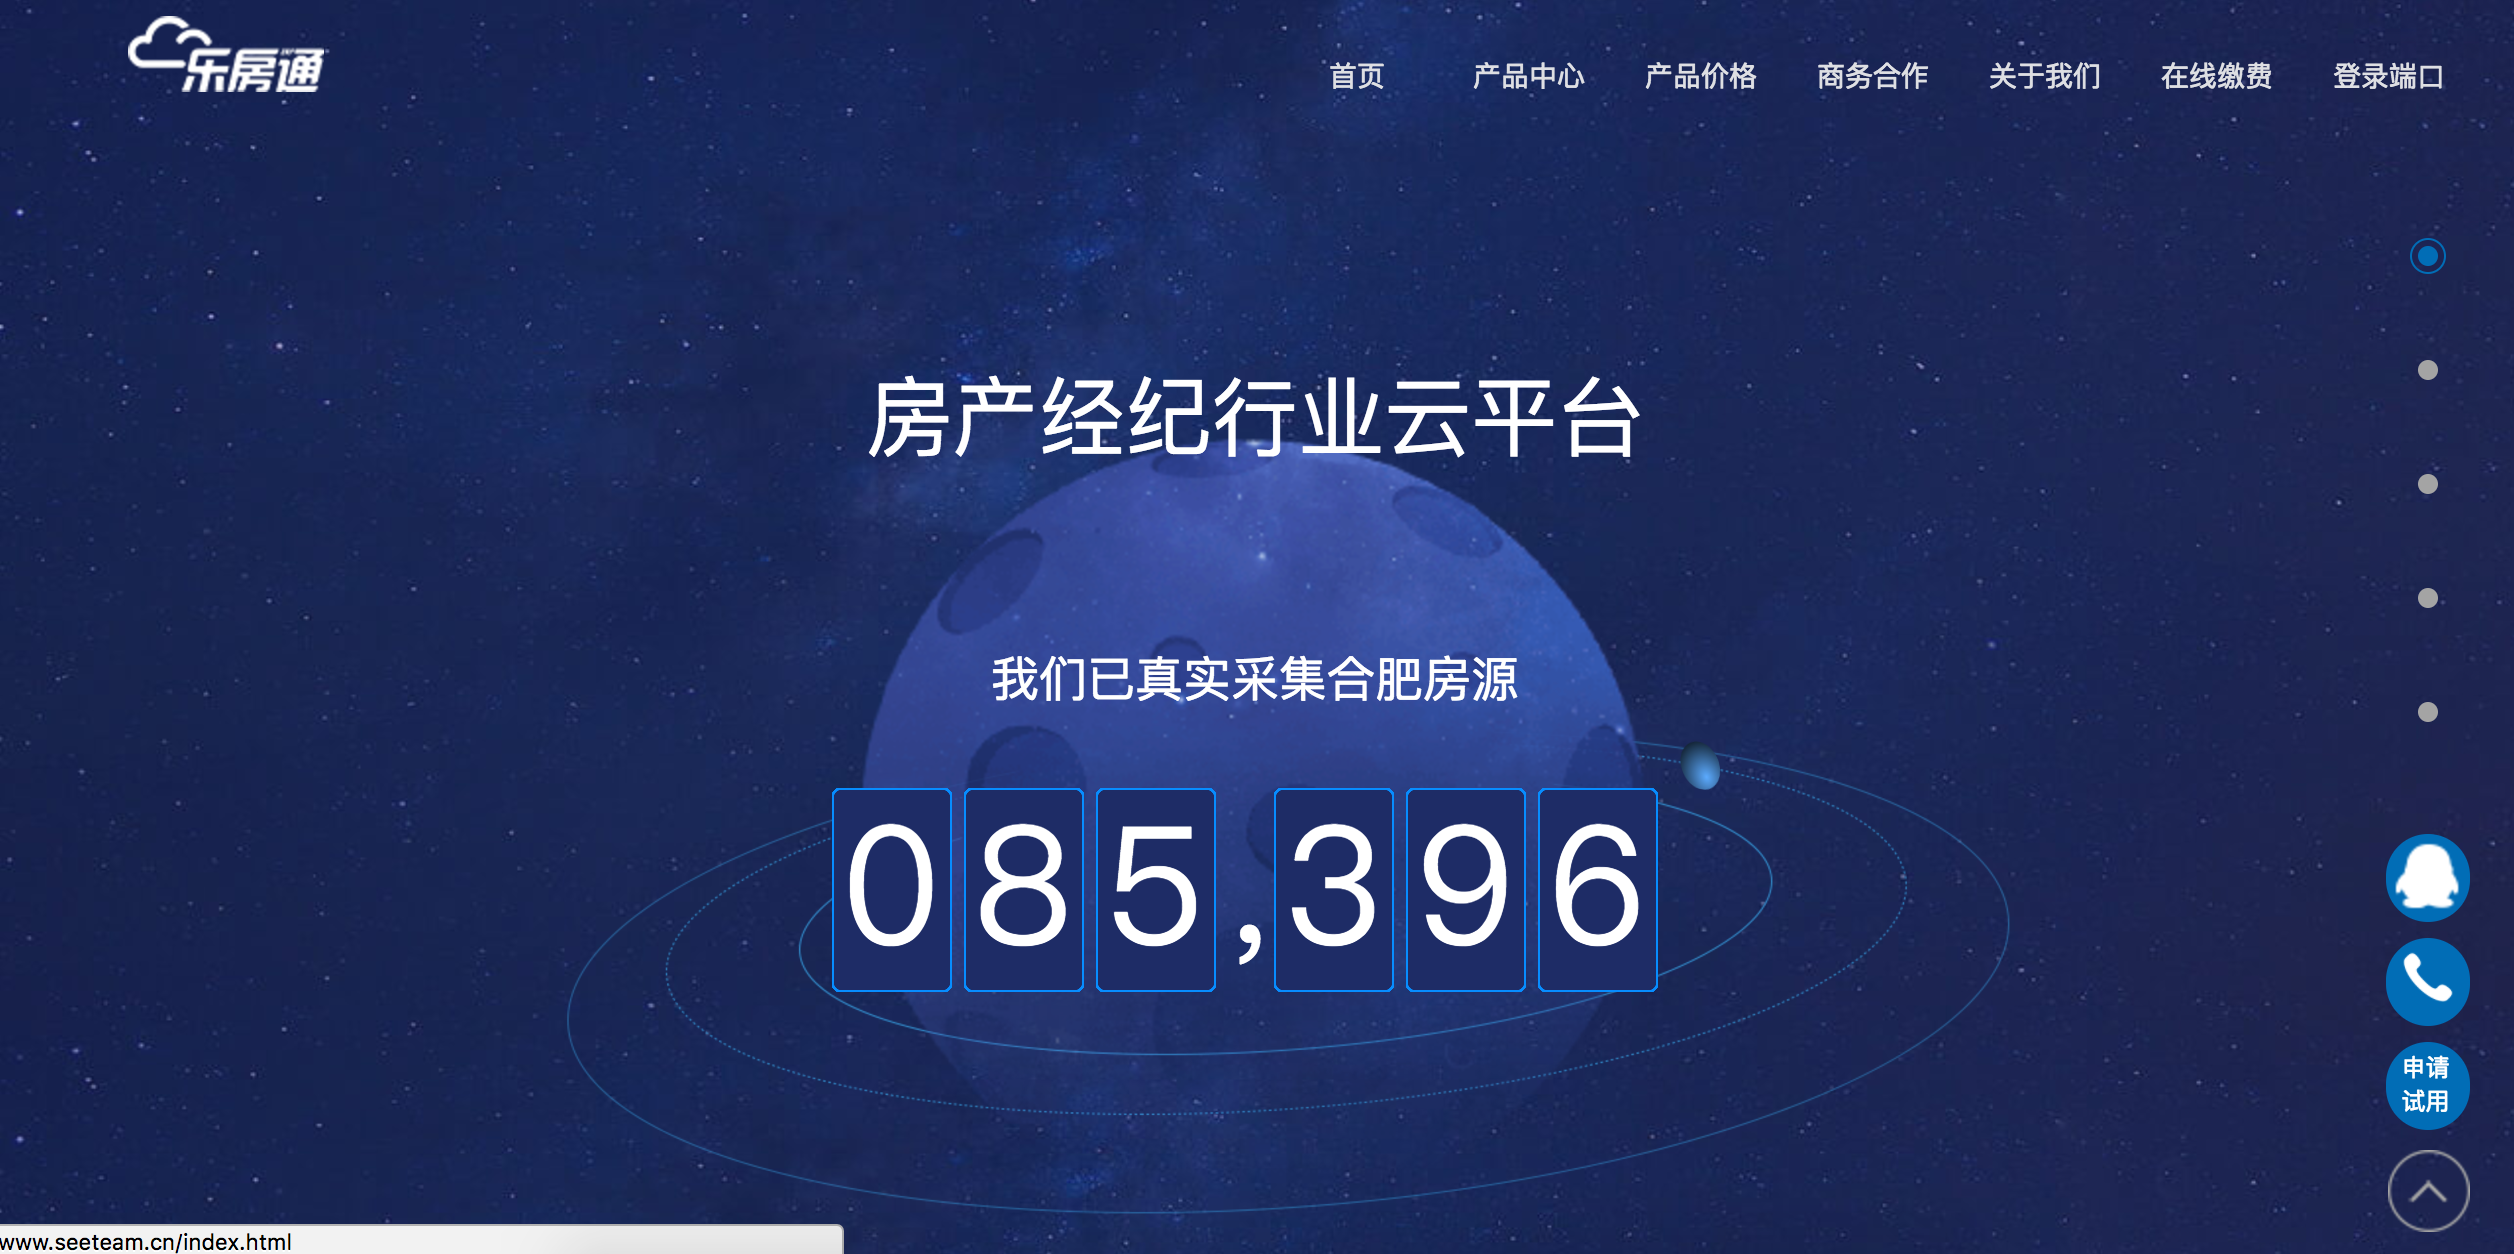 乐房通
首页 产品中心 产品价格 商务合作 关于我们 在线缴费 登录端口
房产经纪行业云平台
我们已真实采集合肥房源
085,396
申请
试用
www.seeteam.cn/index.html